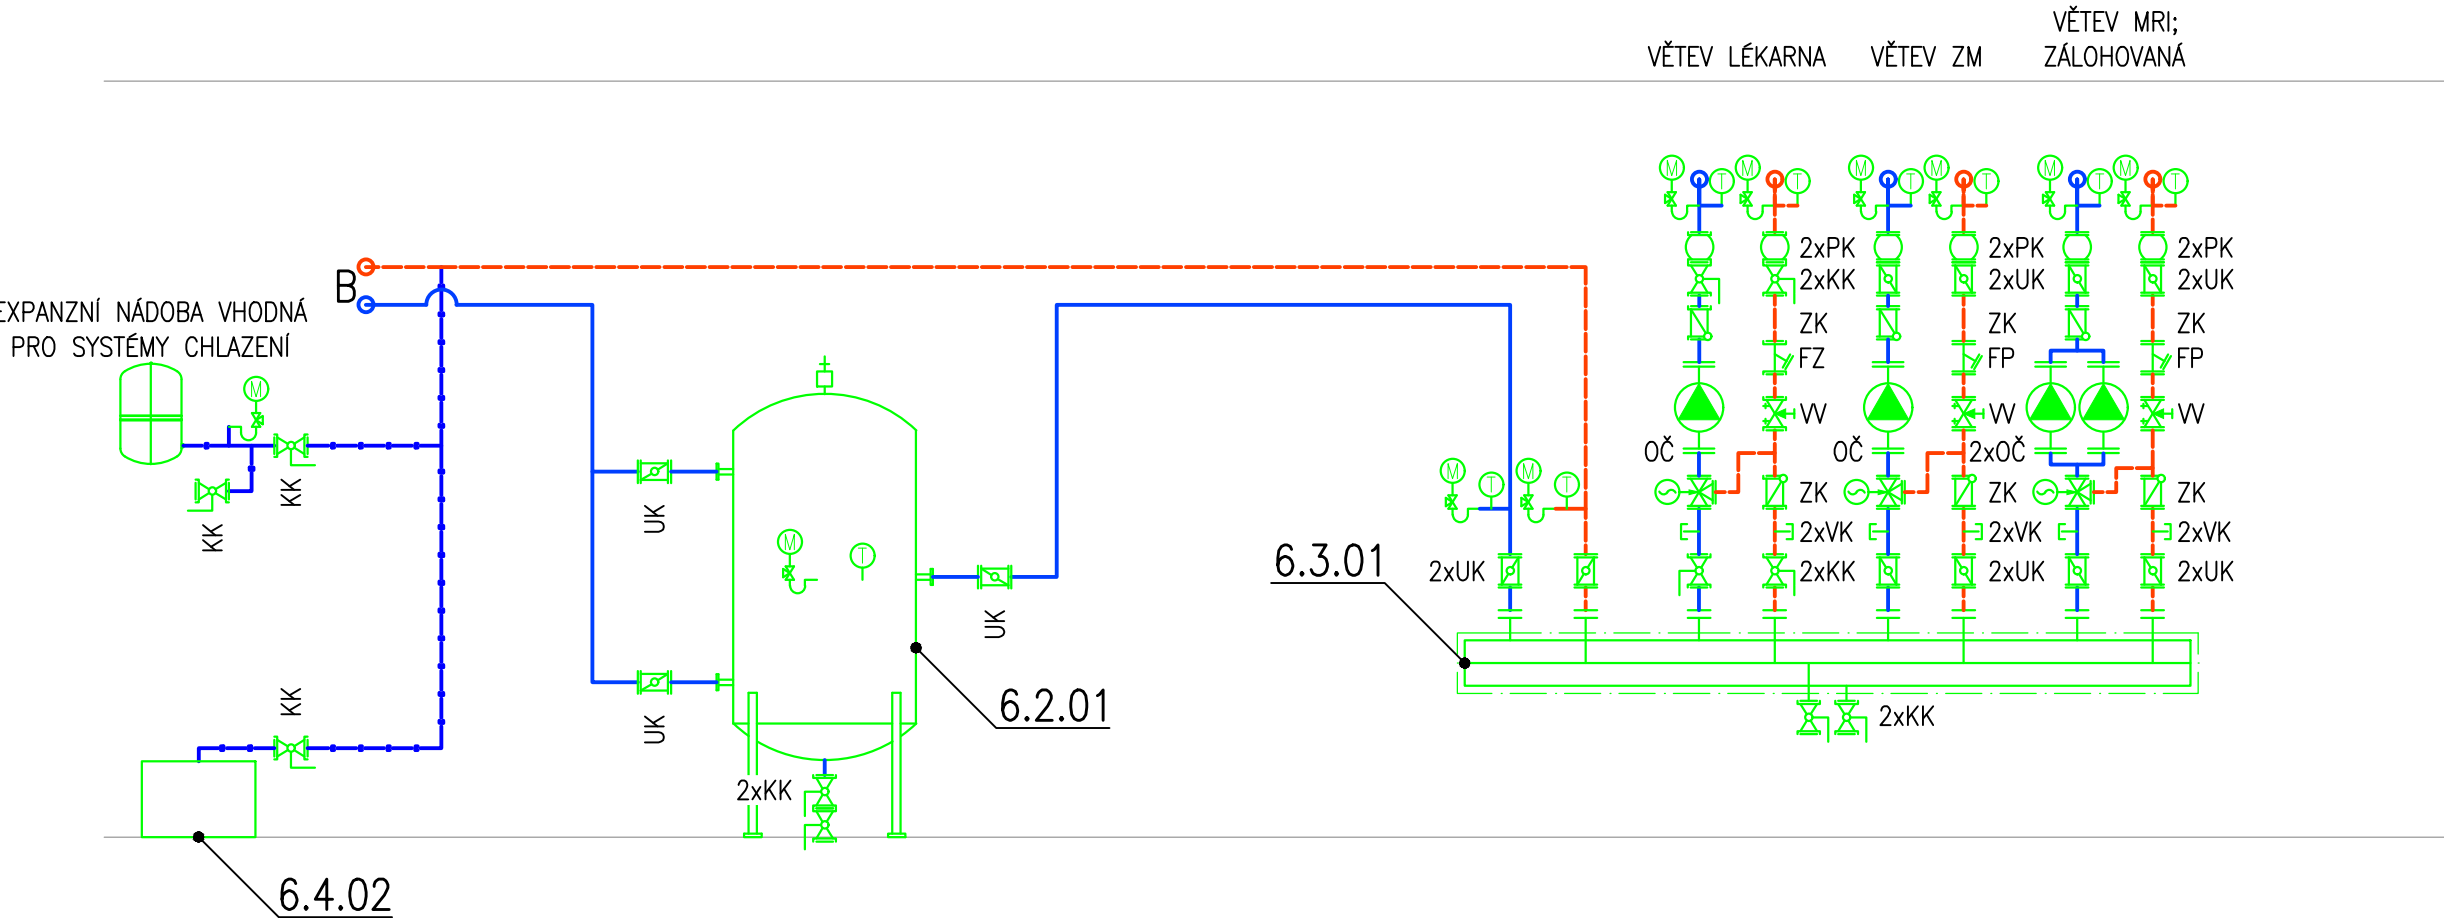 VĚTEV MRI;
VĚTEV LÉKARNA VĚTEV ZM ZÁLOHOVANÁ
M T M T M T M T M T M T
2xPK 2xPK 2xPK
B
2xKK 2xUK 2xUK
EXPANZNÍ NÁDOBA VHODNÁ
PRO SYSTÉMY CHLAZENÍ
ZK ZK ZK
FZ FP FP
M
VV VV VV
OČ OČ 2xOČ
KK
KK
UK
M T M T
ZK ZK ZK
2xVK 2xVK 2xVK
M T
6.3.01
2xUK
2xKK 2xUK 2xUK
UK
KK
UK
6.2.01
2xKK
2xKK
6.4.02